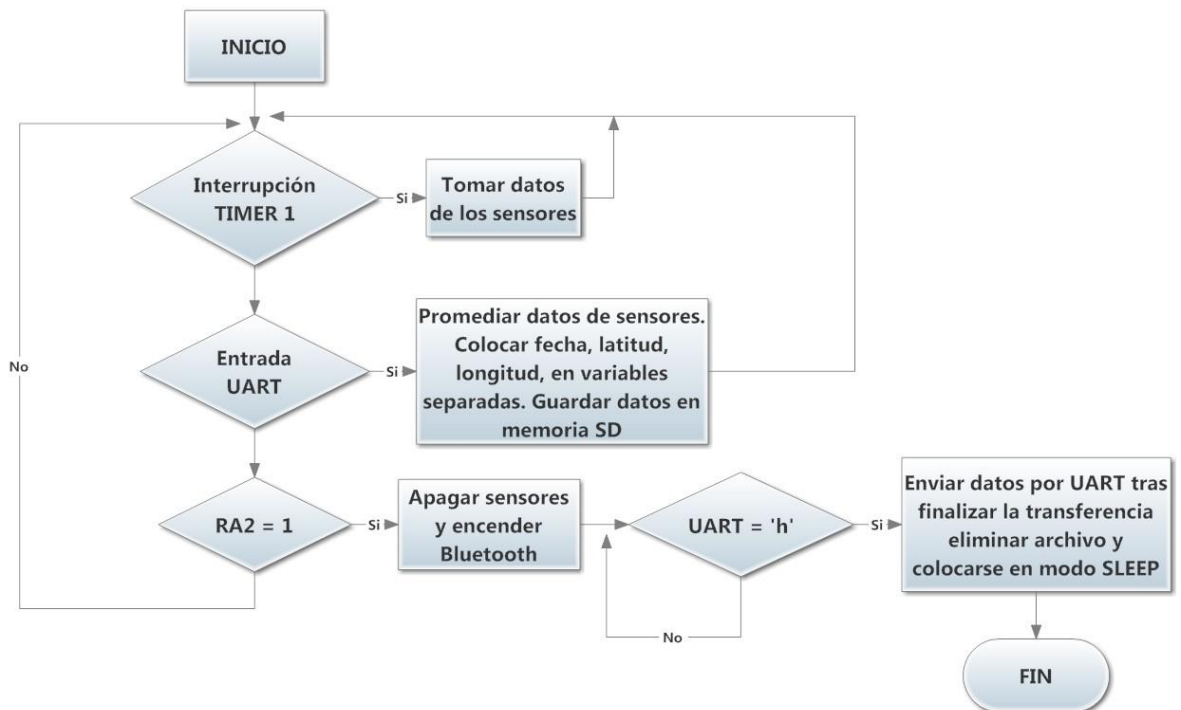 INICIO
Interrupción
TIMER 1
Si
Tomar datos
de los sensores
No
Entrada
UART
Si
Promediar datos de sensores.
Colocar fecha, latitud,
longitud, en variables
separadas. Guardar datos en
memoria SD
RA2 = 1
Si
Apagar sensores
y encender
Bluetooth
UART = 'h'
No
Si
Enviar datos por UART tras
finalizar la transferencia
eliminar archivo y
colocarse en modo SLEEP
FIN